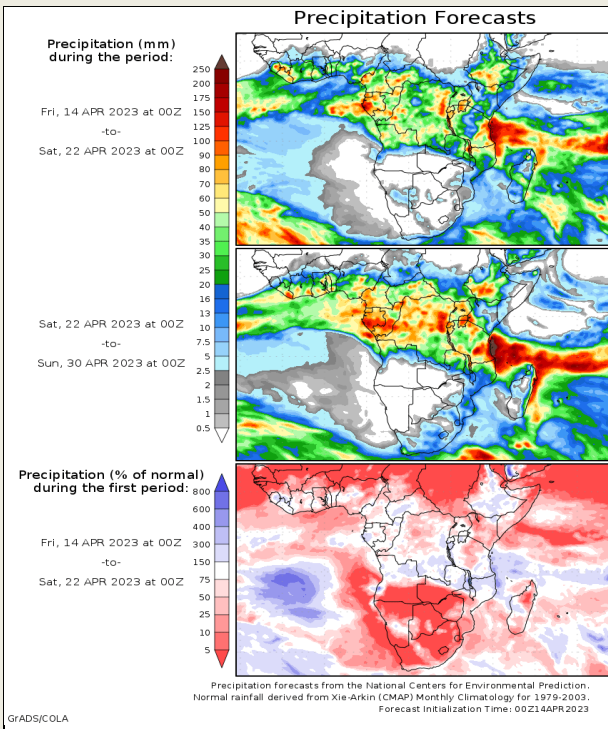 Precipitation Forecasts
Precipitation (mm)
during the period:
Fri, 14 APR 2023 at 00Z
-to-
Sat, 22 APR 2023 at 00Z
250
200
175
150
125
100
90
80
70
60
50
40
35
30
25
20
16
13
10
7.5
5
2.5
2
1.5
1
0.5
Sat, 22 APR 2023 at 00Z
-to-
Sun, 30 APR 2023 at 00Z
Precipitation (% of normal)
during the first period:
Fri, 14 APR 2023 at 00Z
-to-
Sat, 22 APR 2023 at 00Z
800
600
400
300
150
75
50
25
10
5
Precipitation forecasts from the National Centers for Environmental Prediction.
Normal rainfall derived from Xie-Arkin (CMAP) Monthly Climatology for 1979-2003.
Forecast Initialization Time: 00Z14APR2023
GrADS/COLA